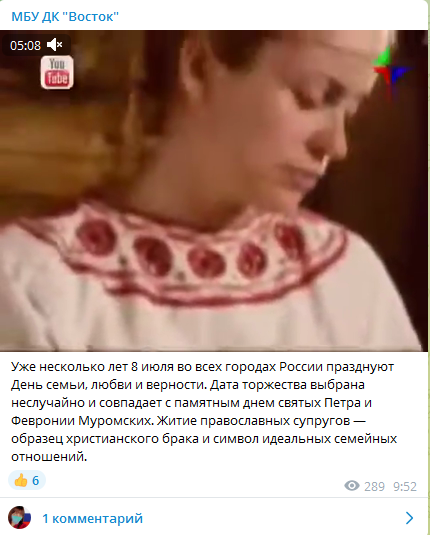 МБУ ДК "Восток"
05:08
You
Tube
Уже несколько лет 8 июля во всех городах России празднуют
День семьи, любви и верности. Дата торжества выбрана
неслучайно и совпадает с памятным днем святых Петра и
Февронии Муромских. Житие православных супругов —
образец христианского брака и символ идеальных семейных
отношений.
6
289 9:52
1 комментарий